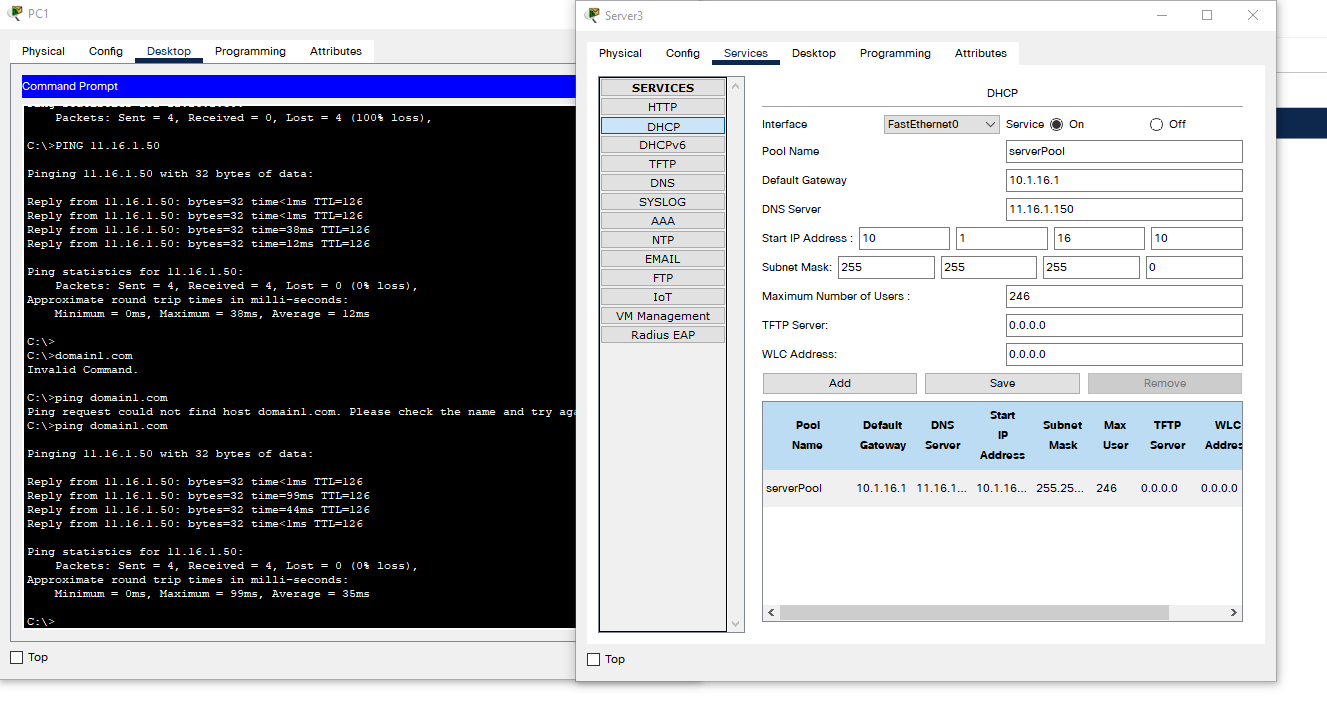 PC1
Physical Config Desktop Programming Attributes
Command Prompt
Packets: Sent = 4, Received = 0, Lost = 4 (100% loss),
C:\>PING 11.16.1.50
Pinging 11.16.1.50 with 32 bytes of data:
Reply from 11.16.1.50: bytes=32 time<1ms TTL=126
Reply from 11.16.1.50: bytes=32 time=38ms TTL=126
Reply from 11.16.1.50: bytes=32 time<1ms TTL=126
Reply from 11.16.1.50: bytes=32 time=12ms TTL=126
Ping statistics for 11.16.1.50:
Packets: Sent = 4, Received = 4, Lost = 0 (0% loss),
Approximate round trip times in milli-seconds:
Minimum = 0ms, Maximum = 38ms, Average = 12ms
C:\>
C:\>domain1.com
Invalid Command.
C:\>ping domain1.com
Ping request could not find host domain1.com. Please check the name and try aga
C:\>ping domain1.com
Pinging 11.16.1.50 with 32 bytes of data:
Reply from 11.16.1.50: bytes=32 time<1ms TTL=126
Reply from 11.16.1.50: bytes=32 time=99ms TTL=126
Reply from 11.16.1.50: bytes=32 time=44ms TTL=126
Reply from 11.16.1.50: bytes=32 time<1ms TTL=126
Ping statistics for 11.16.1.50:
Packets: Sent = 4, Received = 4, Lost = 0 (0% loss),
Approximate round trip times in milli-seconds:
Minimum = 0ms, Maximum = 99ms, Average = 35ms
C:\>
Top
Server3
Physical Config Services Desktop Programming Attributes
SERVICES
HTTP
DHCP
DHCPv6
TFTP
DNS
SYSLOG
AAA
NTP
EMAIL
FTP
IoT
VM Management
Radius EAP
DHCP
Interface FastEthernet0 Service On Off
Pool Name serverPool
Default Gateway 10.1.16.1
DNS Server 11.16.1.150
Start IP Address : 10 1 16 10
Subnet Mask: 255 255 255 0
Maximum Number of Users : 246
TFTP Server: 0.0.0.0
WLC Address: 0.0.0.0
Add Save Remove
Pool Name Default Gateway DNS Server Start IP Address Subnet Mask Max User TFTP Server WLC Addres
serverPool 10.1.16.1 11.16.1... 10.1.16... 255.25... 246 0.0.0.0 0.0.0.0
Top